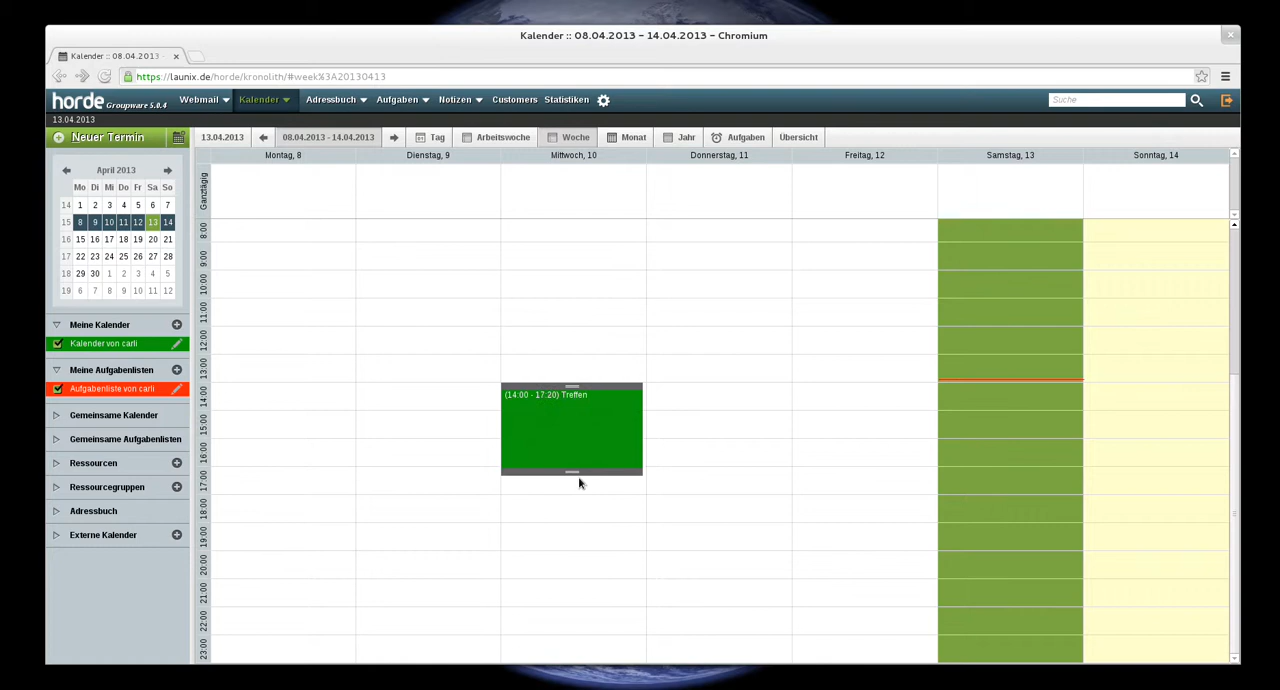 Kalender :: 08.04.2013 – 14.04.2013 – Chromium
Kalender :: 08.04.2013
https://launix.de/horde/kronolith/#week%3A20130413
horde Groupware 5.0.4 Webmail Kalender Adressbuch Aufgaben Notizen Customers Statistiken Suche
13.04.2013
Neuer Termin 13.04.2013 08.04.2013 - 14.04.2013 Tag Arbeitswoche Woche Monat Jahr Aufgaben Übersicht
Montag, 8 Dienstag, 9 Mittwoch, 10 Donnerstag, 11 Freitag, 12 Samstag, 13 Sonntag, 14
April 2013
Mo Di Mi Do Fr Sa So
14 1 2 3 4 5 6 7
15 8 9 10 11 12 13 14
16 15 16 17 18 19 20 21
17 22 23 24 25 26 27 28
18 29 30 1 2 3 4 5
19 6 7 8 9 10 11 12
Meine Kalender
Kalender von carli
Meine Aufgabenlisten
Aufgabenliste von carli
Gemeinsame Kalender
Gemeinsame Aufgabenlisten
Ressourcen
Ressourcegruppen
Adressbuch
Externe Kalender
Ganztägig
8:00
9:00
10:00
11:00
12:00
13:00
14:00
15:00
16:00
17:00
18:00
19:00
20:00
21:00
22:00
23:00
(14:00 - 17:20) Treffen